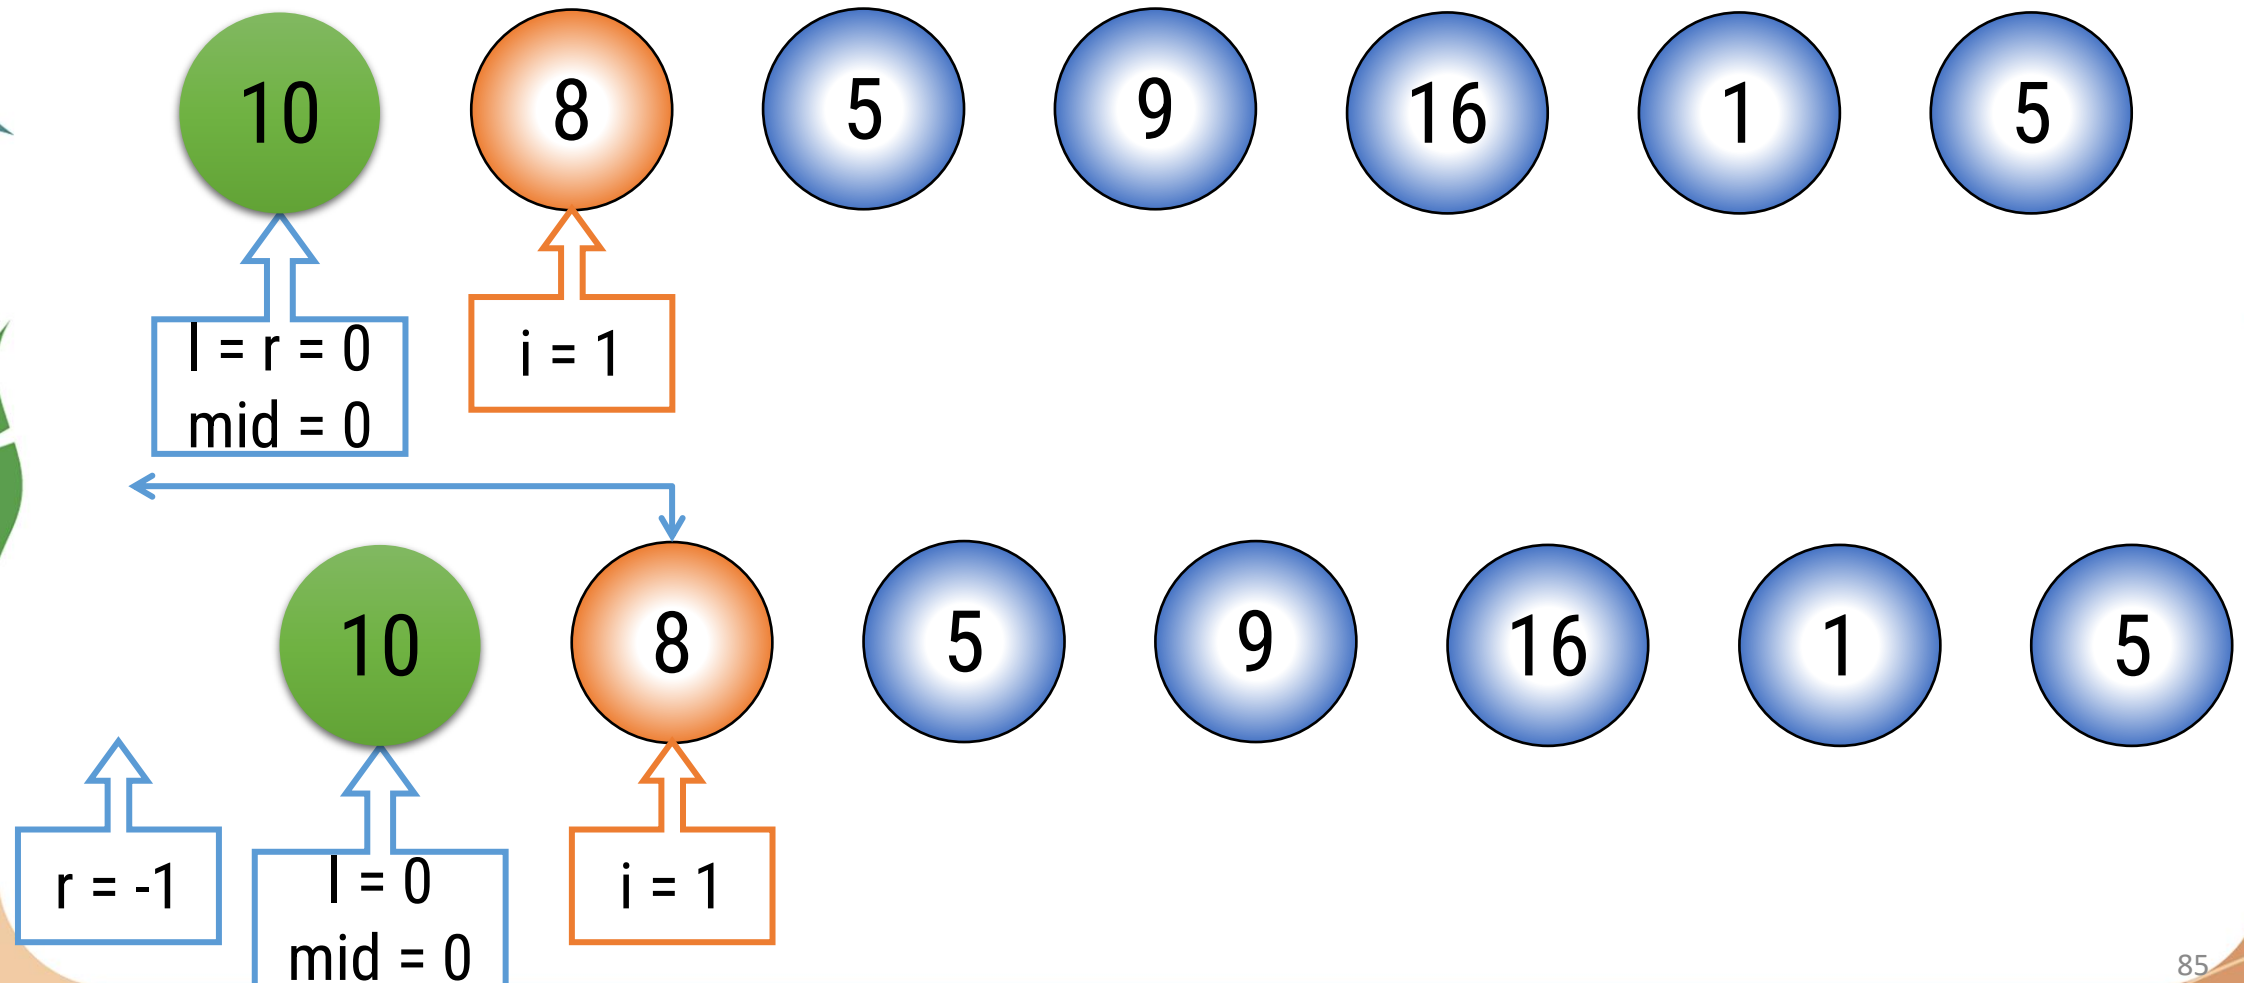 10 8 5 9 16 1 5
l = r = 0
mid = 0
i = 1
10 8 5 9 16 1 5
r = -1
l = 0
mid = 0
i = 1
85